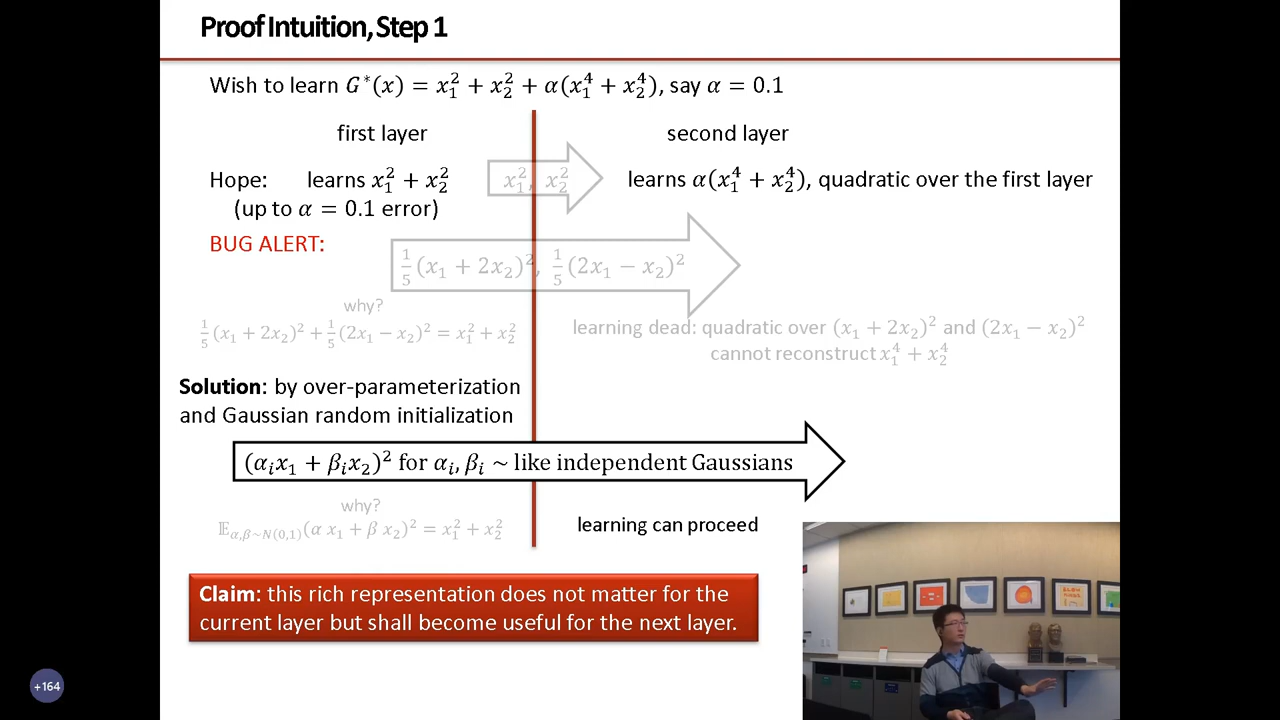 Proof Intuition, Step 1
Wish to learn G*(x) = x₁² + x₂² + α(x₁⁴ + x₂⁴), say α = 0.1
first layer
second layer
Hope: learns x₁² + x₂²
(up to α = 0.1 error)
x₁², x₂²
learns α(x₁⁴ + x₂⁴), quadratic over the first layer
BUG ALERT:
1/5 (x₁ + 2x₂)², 1/5 (2x₁ − x₂)²
why?
1/5 (x₁ + 2x₂)² + 1/5 (2x₁ − x₂)² = x₁² + x₂²
learning dead: quadratic over (x₁ + 2x₂)² and (2x₁ − x₂)²
cannot reconstruct x₁⁴ + x₂⁴
Solution: by over-parameterization
and Gaussian random initialization
(αᵢx₁ + βᵢx₂)² for αᵢ, βᵢ ~ like independent Gaussians
why?
𝔼α,β~N(0,1)(α x₁ + β x₂)² = x₁² + x₂²
learning can proceed
Claim: this rich representation does not matter for the
current layer but shall become useful for the next layer.
+164